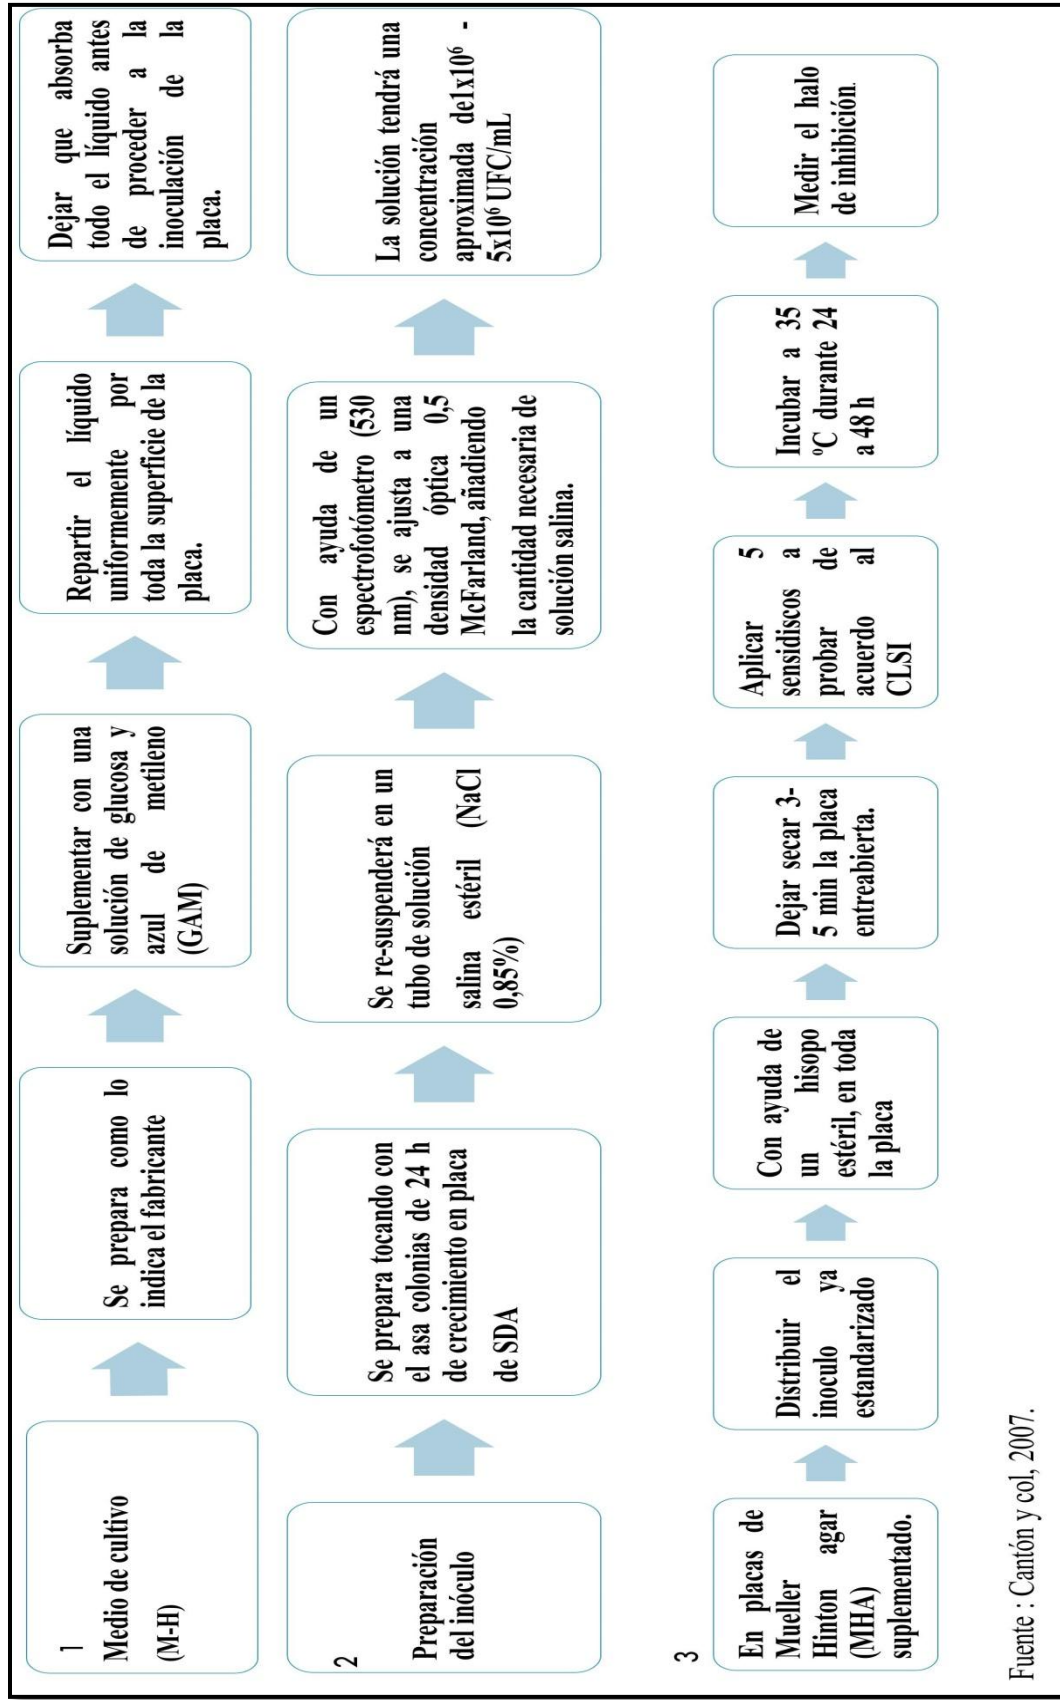 1
Medio de cultivo
(M-H)
Se prepara como lo
indica el fabricante
Suplementar con una
solución de glucosa y
azul de metileno
(GAM)
Repartir el líquido
uniformemente por
toda la superficie de la
placa.
Dejar que absorba
todo el líquido antes
de proceder a la
inoculación de la
placa.
2
Preparación
del inóculo
Se prepara tocando con
el asa colonias de 24 h
de crecimiento en placa
de SDA
Se re-suspenderá en un
tubo de solución
salina estéril (NaCl
0,85%)
Con ayuda de un
espectrofotómetro (530
nm), se ajusta a una
densidad óptica 0,5
McFarland, añadiendo
la cantidad necesaria de
solución salina.
La solución tendrá una
concentración
aproximada de1x10⁶ -
5x10⁶ UFC/mL
3
En placas de
Mueller
Hinton agar
(MHA)
suplementado.
Distribuir el
inoculo ya
estandarizado
Con ayuda de
un hisopo
estéril, en toda
la placa
Dejar secar 3-
5 min la placa
entreabierta.
Aplicar 5
sensidiscos a
probar de
acuerdo al
CLSI
Incubar a 35
ºC durante 24
a 48 h
Medir el halo
de inhibición.
Fuente : Cantón y col, 2007.